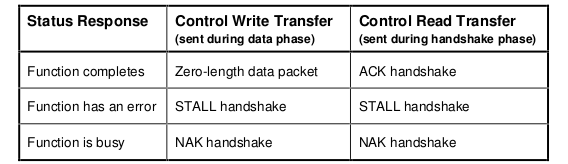 Status Response Control Write Transfer Control Read Transfer
(sent during data phase) (sent during handshake phase)
Function completes Zero-length data packet ACK handshake
Function has an error STALL handshake STALL handshake
Function is busy NAK handshake NAK handshake